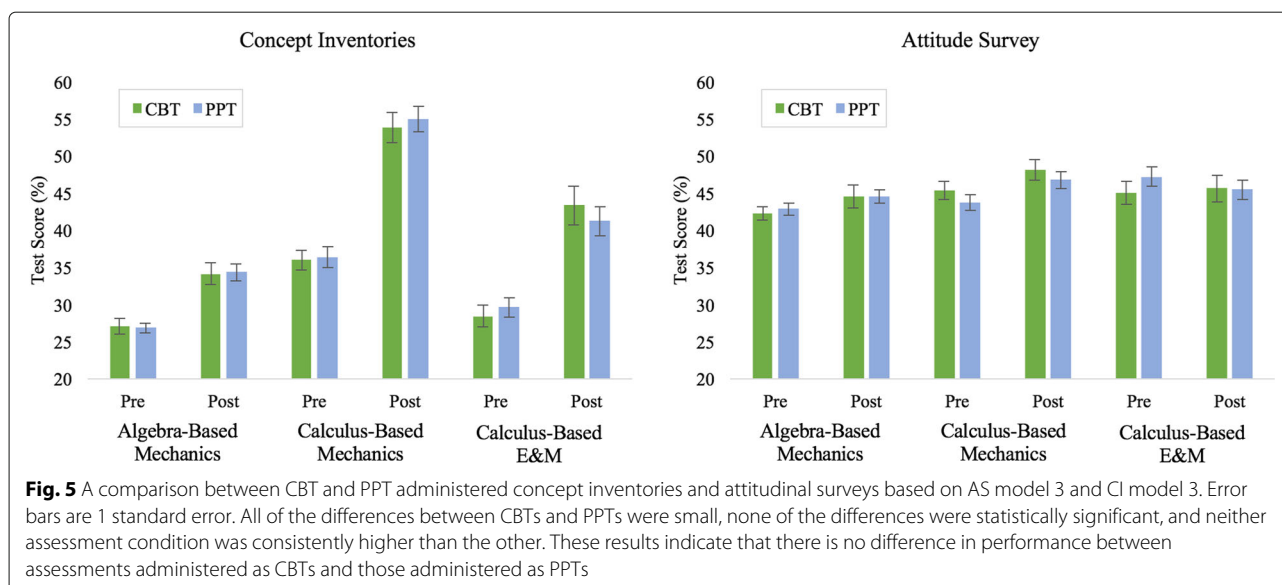 Concept Inventories
Test Score (%)
60
55
50
45
40
35
30
25
20
CBT PPT
Pre Post Pre Post Pre Post
Algebra-Based Calculus-Based Calculus-Based
Mechanics Mechanics E&M
Attitude Survey
Test Score (%)
60
55
50
45
40
35
30
25
20
CBT PPT
Pre Post Pre Post Pre Post
Algebra-Based Calculus-Based Calculus-Based
Mechanics Mechanics E&M
Fig. 5 A comparison between CBT and PPT administered concept inventories and attitudinal surveys based on AS model 3 and CI model 3. Error
bars are 1 standard error. All of the differences between CBTs and PPTs were small, none of the differences were statistically significant, and neither
assessment condition was consistently higher than the other. These results indicate that there is no difference in performance between
assessments administered as CBTs and those administered as PPTs